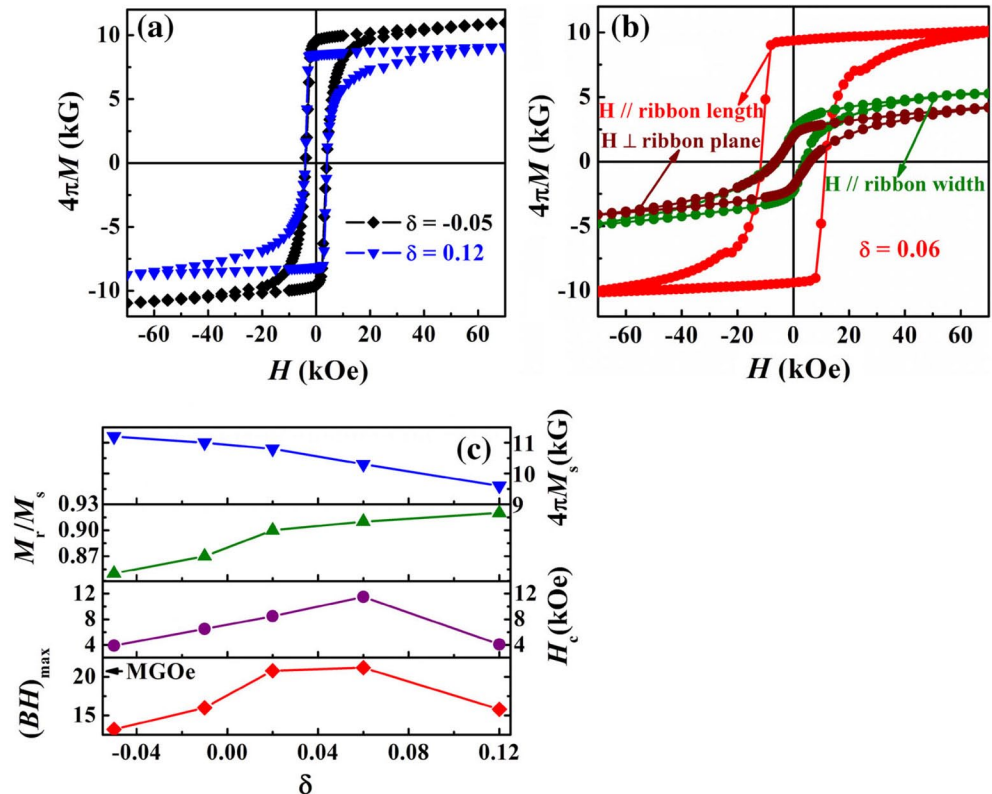 (a)
10
5
0
-5
-10
4πM (kG)
δ = -0.05
δ = 0.12
-60 -40 -20 0 20 40 60
H (kOe)
(b)
10
5
0
-5
-10
4πM (kG)
H // ribbon length
H ⊥ ribbon plane
H // ribbon width
δ = 0.06
-60 -40 -20 0 20 40 60
H (kOe)
(c)
11
10
9
4πMs (kG)
0.93
0.90
0.87
Mr/Ms
12
8
4
Hc (kOe)
20
15
(BH)max
MGOe
-0.04 0.00 0.04 0.08 0.12
δ